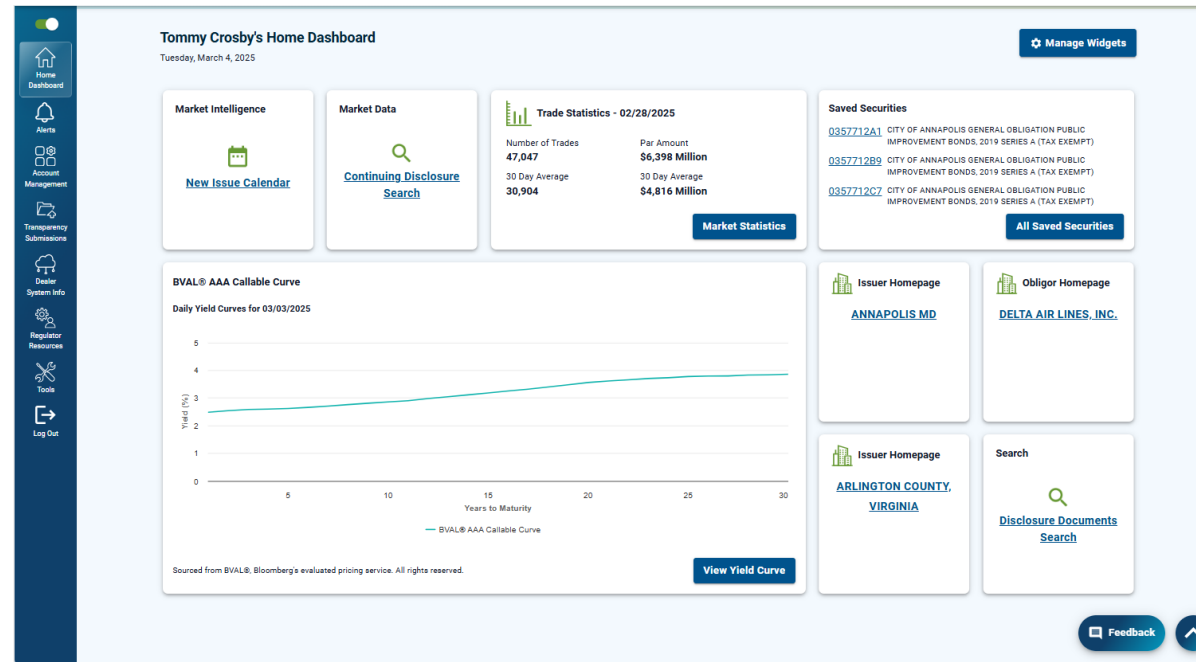 Home
Dashboard
Alerts
Account
Management
Transparency
Submissions
Dealer
System Info
Regulator
Resources
Tools
Log Out
Tommy Crosby's Home Dashboard
Tuesday, March 4, 2025
Manage Widgets
Market Intelligence
New Issue Calendar
Market Data
Continuing Disclosure
Search
Trade Statistics - 02/28/2025
Number of Trades
47,047
30 Day Average
30,904
Par Amount
$6,398 Million
30 Day Average
$4,816 Million
Market Statistics
Saved Securities
0357712A1 CITY OF ANNAPOLIS GENERAL OBLIGATION PUBLIC
IMPROVEMENT BONDS, 2019 SERIES A (TAX EXEMPT)
0357712B9 CITY OF ANNAPOLIS GENERAL OBLIGATION PUBLIC
IMPROVEMENT BONDS, 2019 SERIES A (TAX EXEMPT)
0357712C7 CITY OF ANNAPOLIS GENERAL OBLIGATION PUBLIC
IMPROVEMENT BONDS, 2019 SERIES A (TAX EXEMPT)
All Saved Securities
BVAL® AAA Callable Curve
Daily Yield Curves for 03/03/2025
Yield (%)
5
4
3
2
1
0
5 10 15 20 25 30
Years to Maturity
BVAL® AAA Callable Curve
Sourced from BVAL®, Bloomberg's evaluated pricing service. All rights reserved.
View Yield Curve
Issuer Homepage
ANNAPOLIS MD
Obligor Homepage
DELTA AIR LINES, INC.
Issuer Homepage
ARLINGTON COUNTY,
VIRGINIA
Search
Disclosure Documents
Search
Feedback